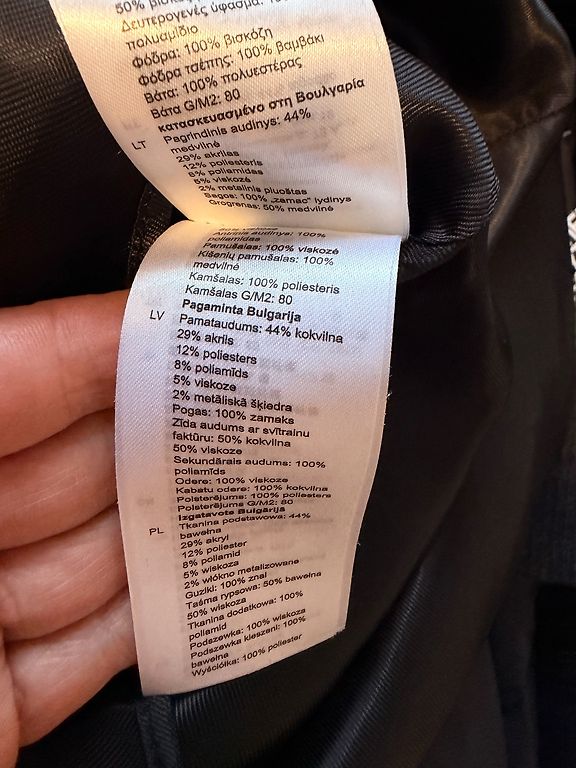 50% βισκόζη
Δευτερογενές ύφασμα: 100%
πολυαμίδιο
Φόδρα: 100% βισκόζη
Φόδρα τσέπης: 100% βαμβάκι
Βάτα: 100% πολυεστέρας
Βάτα G/M2: 80
κατασκευασμένο στη Βουλγαρία
LT Pagrindinis audinys: 44%
medvilnė
29% akrilas
12% poliesteris
8% poliamidas
5% viskozė
2% metalinis pluoštas
Sagos: 100% „zamac“ lydinys
Grogrenas: 50% medvilnė
Antrinis audinys: 100%
poliamidas
Pamušalas: 100% viskozė
Kišenių pamušalas: 100%
medvilnė
Kamšalas: 100% poliesteris
Kamšalas G/M2: 80
Pagaminta Bulgarija
LV Pamataudums: 44% kokvilna
29% akrils
12% poliesters
8% poliamīds
5% viskoze
2% metāliskā šķiedra
Pogas: 100% zamaks
Zīda audums ar svītrainu
faktūru: 50% kokvilna
50% viskoze
Sekundārais audums: 100%
poliamīds
Odere: 100% viskoze
Kabatu odere: 100% kokvilna
Polsterējums: 100% poliesters
Polsterējums G/M2: 80
Izgatavots Bulgārijā
PL Tkanina podstawowa: 44%
bawełna
29% akryl
12% poliester
8% poliamid
5% wiskoza
2% włókno metalizowane
Guziki: 100% znal
Taśma rypsowa: 50% bawełna
50% wiskoza
Tkanina dodatkowa: 100%
poliamid
Podszewka: 100% wiskoza
Podszewka kieszeni: 100%
bawełna
Wyściółka: 100% poliester